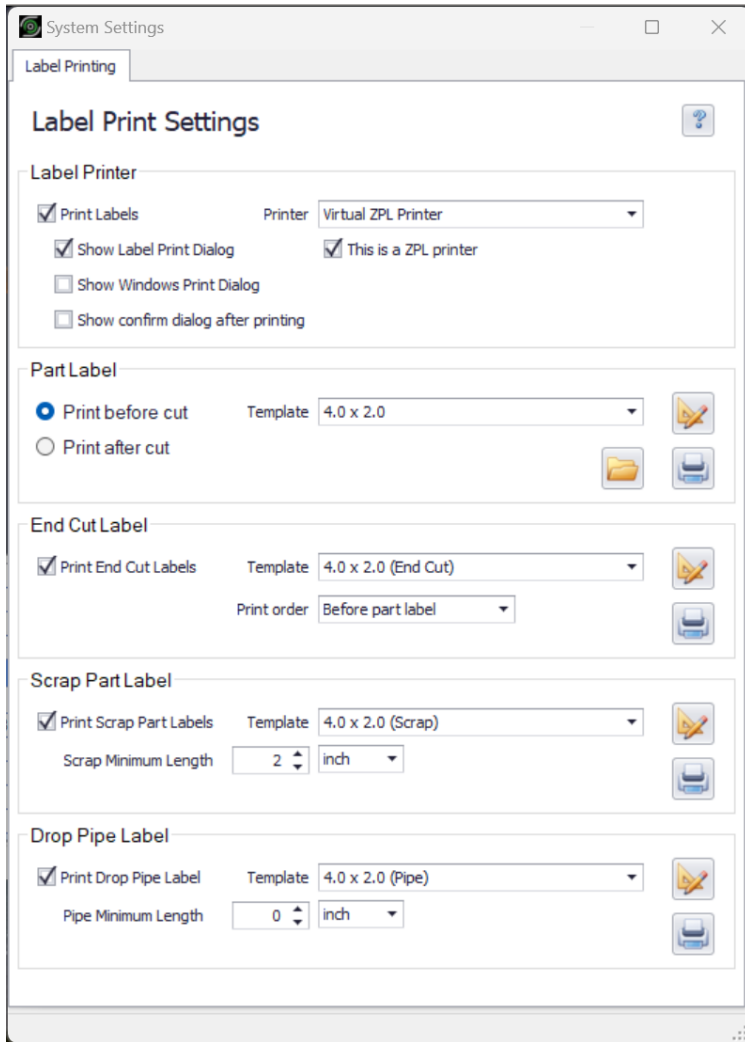 System Settings
Label Printing
Label Print Settings
?
Label Printer
Print Labels Printer Virtual ZPL Printer
Show Label Print Dialog This is a ZPL printer
Show Windows Print Dialog
Show confirm dialog after printing
Part Label
Print before cut Template 4.0 x 2.0
Print after cut
End Cut Label
Print End Cut Labels Template 4.0 x 2.0 (End Cut)
Print order Before part label
Scrap Part Label
Print Scrap Part Labels Template 4.0 x 2.0 (Scrap)
Scrap Minimum Length 2 inch
Drop Pipe Label
Print Drop Pipe Label Template 4.0 x 2.0 (Pipe)
Pipe Minimum Length 0 inch